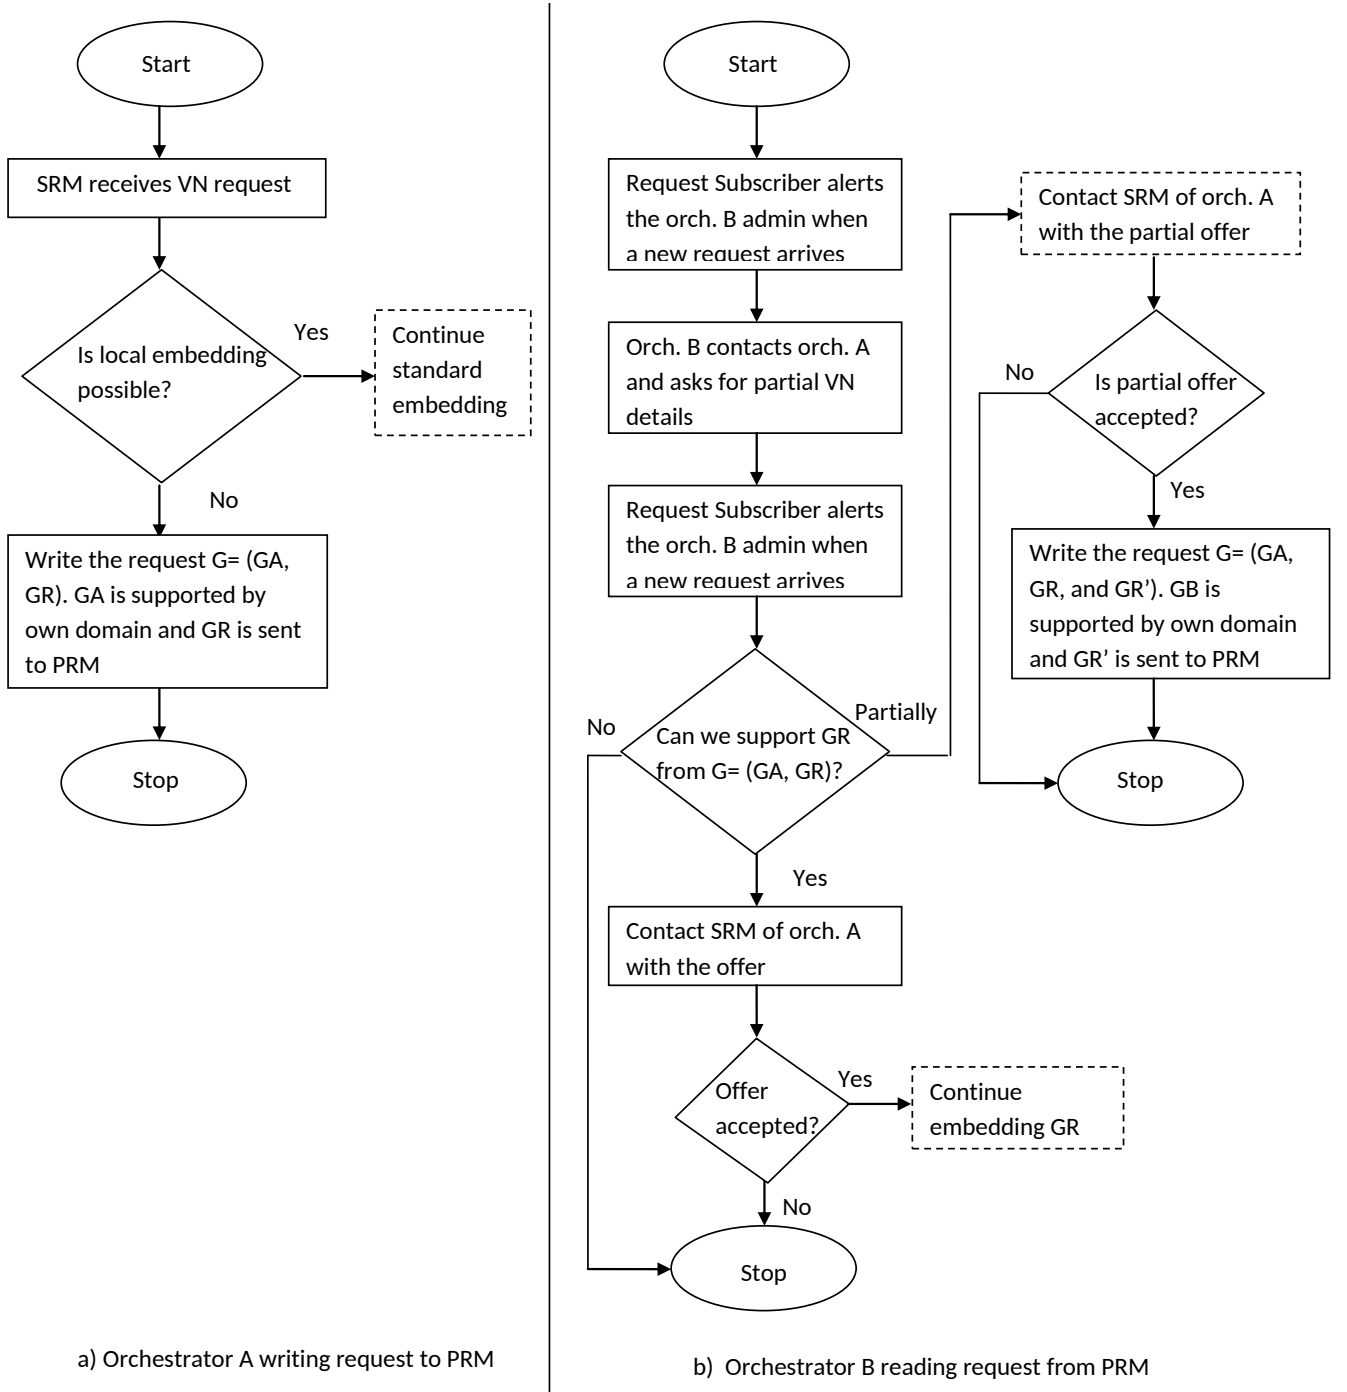 Start
SRM receives VN request
Is local embedding
possible?
Yes
Continue
standard
embedding
No
Write the request G= (GA,
GR). GA is supported by
own domain and GR is sent
to PRM
Stop
a) Orchestrator A writing request to PRM
Start
Request Subscriber alerts
the orch. B admin when
a new request arrives
Orch. B contacts orch. A
and asks for partial VN
details
Request Subscriber alerts
the orch. B admin when
a new request arrives
No
Can we support GR
from G= (GA, GR)?
Partially
Yes
Contact SRM of orch. A
with the offer
Offer
accepted?
Yes
Continue
embedding GR
No
Stop
Contact SRM of orch. A
with the partial offer
No
Is partial offer
accepted?
Yes
Write the request G= (GA,
GR, and GR’). GB is
supported by own domain
and GR’ is sent to PRM
Stop
b) Orchestrator B reading request from PRM